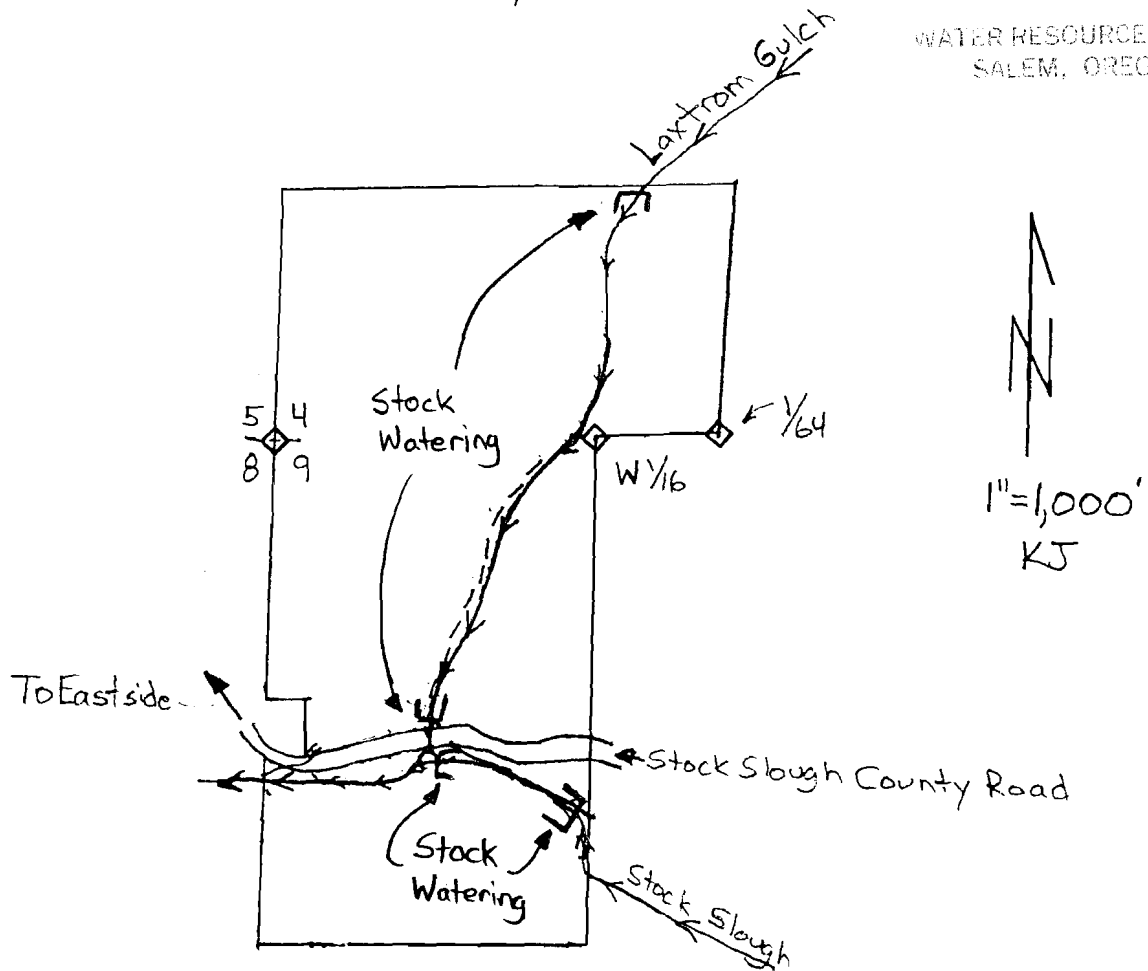 WATER RESOURCE
SALEM, OREG
Laxtrom Gulch
Stock
Watering
5 4
8 9
1/64
W 1/16
N
1"=1,000'
KJ
To Eastside
Stock Slough County Road
Stock
Watering
Stock Slough